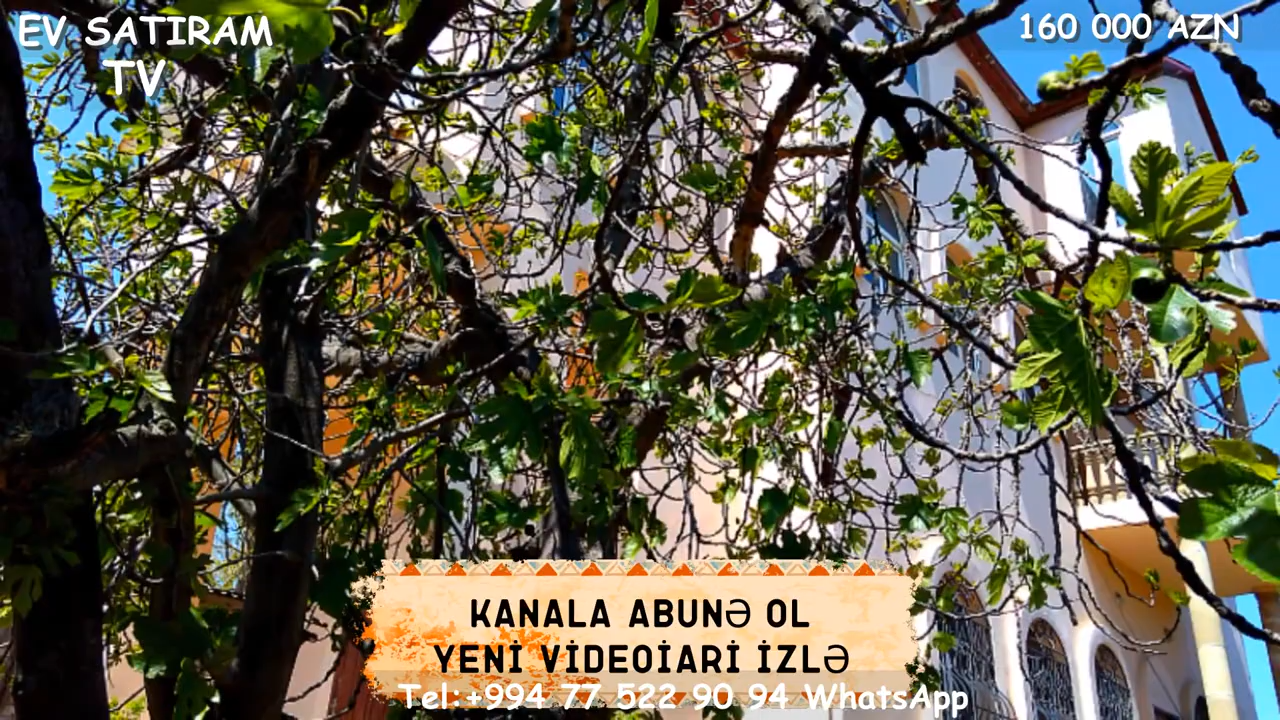 EV SATIRAM
TV
160 000 AZN
KANALA ABUNƏ OL
YENİ VİDEOİARİ İZLƏ
Tel:+994 77 522 90 94 WhatsApp